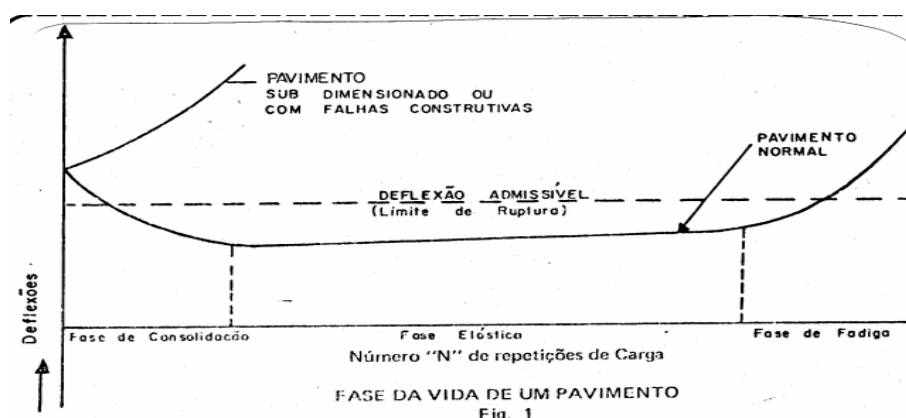 PAVIMENTO
SUB DIMENSIONADO OU
COM FALHAS CONSTRUTIVAS
PAVIMENTO
NORMAL
DEFLEXÃO ADMISSÍVEL
(Limite de Ruptura)
Deflexões
Fase de Consolidação Fase Elástica Fase de Fadiga
Número "N" de repetições de Carga
FASE DA VIDA DE UM PAVIMENTO
Fig. 1